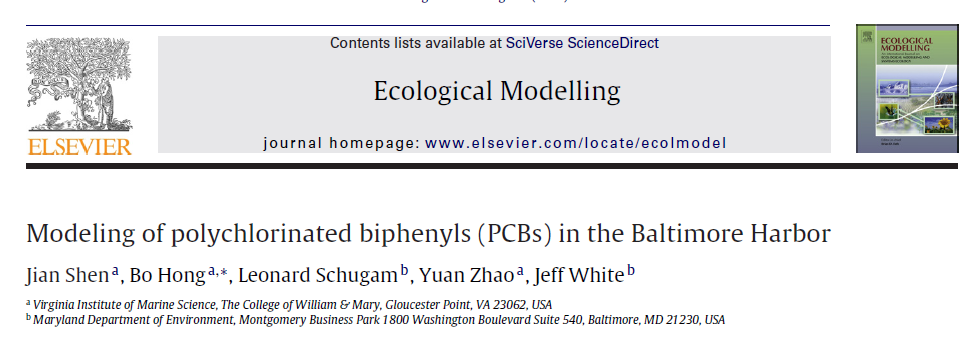 Contents lists available at SciVerse ScienceDirect
Ecological Modelling
journal homepage: www.elsevier.com/locate/ecolmodel
ELSEVIER
ECOLOGICAL
MODELLING
Modeling of polychlorinated biphenyls (PCBs) in the Baltimore Harbor
Jian Shen a, Bo Hong a,*, Leonard Schugam b, Yuan Zhao a, Jeff White b
a Virginia Institute of Marine Science, The College of William & Mary, Gloucester Point, VA 23062, USA
b Maryland Department of Environment, Montgomery Business Park 1800 Washington Boulevard Suite 540, Baltimore, MD 21230, USA